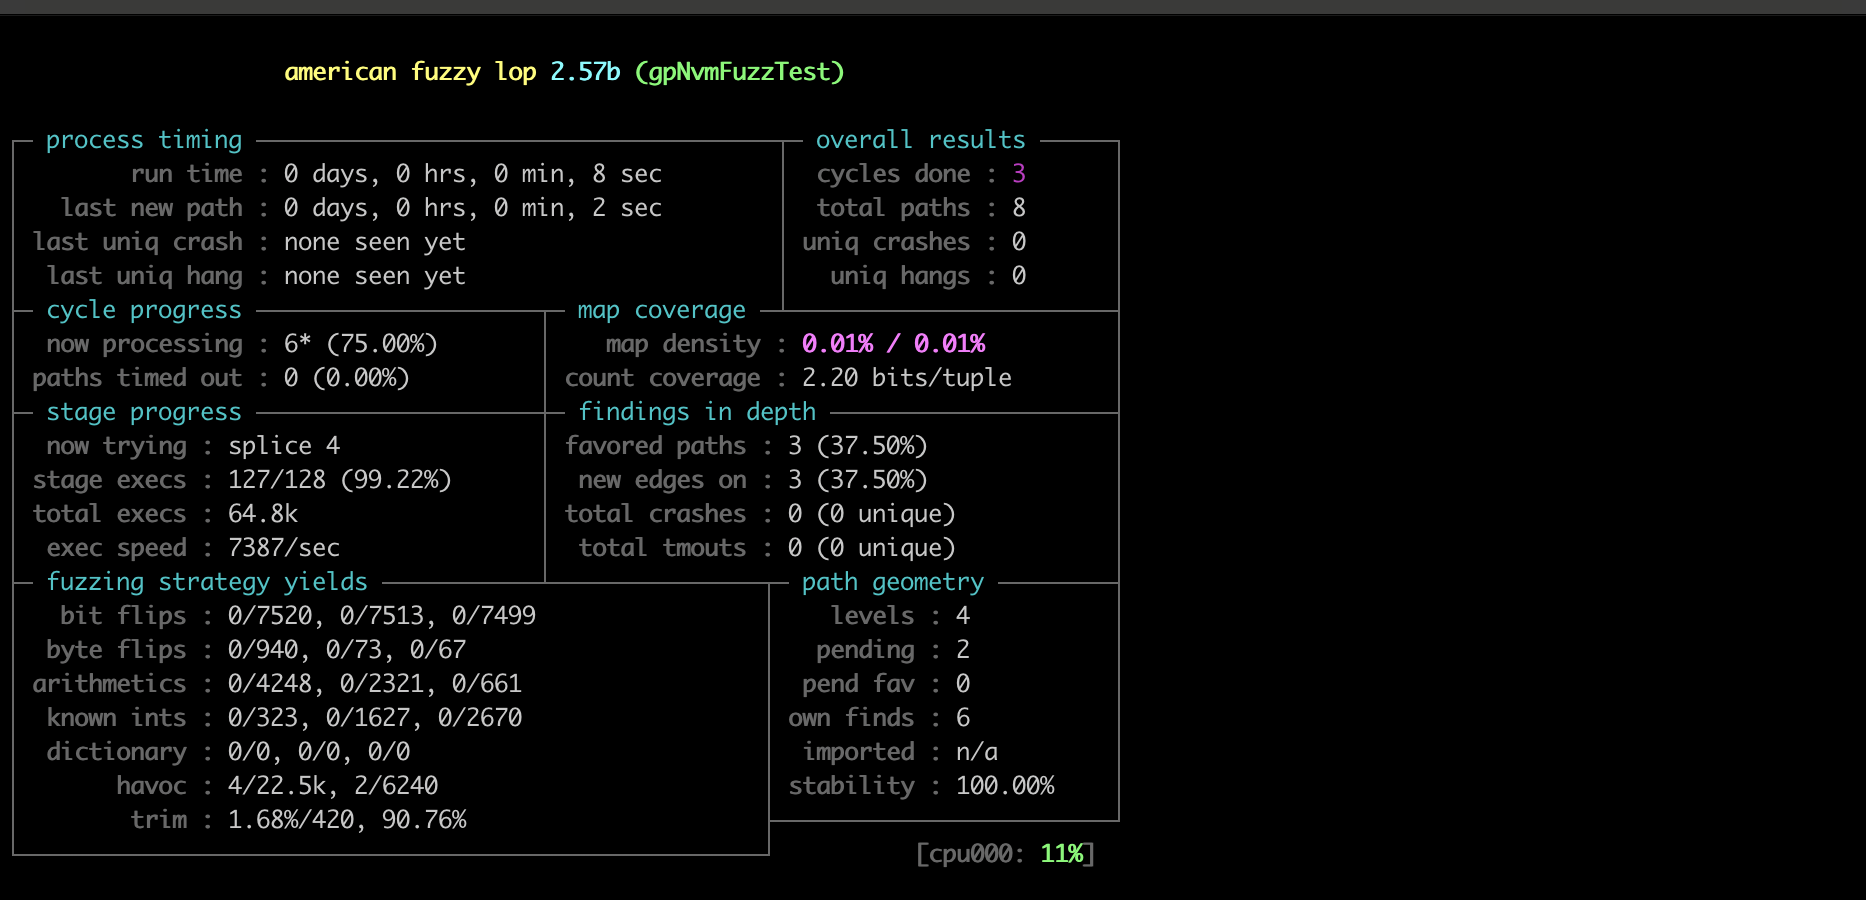 american fuzzy lop 2.57b (gpNvmFuzzTest)
process timing overall results
run time : 0 days, 0 hrs, 0 min, 8 sec cycles done : 3
last new path : 0 days, 0 hrs, 0 min, 2 sec total paths : 8
last uniq crash : none seen yet uniq crashes : 0
last uniq hang : none seen yet uniq hangs : 0
cycle progress map coverage
now processing : 6* (75.00%) map density : 0.01% / 0.01%
paths timed out : 0 (0.00%) count coverage : 2.20 bits/tuple
stage progress findings in depth
now trying : splice 4 favored paths : 3 (37.50%)
stage execs : 127/128 (99.22%) new edges on : 3 (37.50%)
total execs : 64.8k total crashes : 0 (0 unique)
exec speed : 7387/sec total tmouts : 0 (0 unique)
fuzzing strategy yields path geometry
bit flips : 0/7520, 0/7513, 0/7499 levels : 4
byte flips : 0/940, 0/73, 0/67 pending : 2
arithmetics : 0/4248, 0/2321, 0/661 pend fav : 0
known ints : 0/323, 0/1627, 0/2670 own finds : 6
dictionary : 0/0, 0/0, 0/0 imported : n/a
havoc : 4/22.5k, 2/6240 stability : 100.00%
trim : 1.68%/420, 90.76%
[cpu000: 11%]